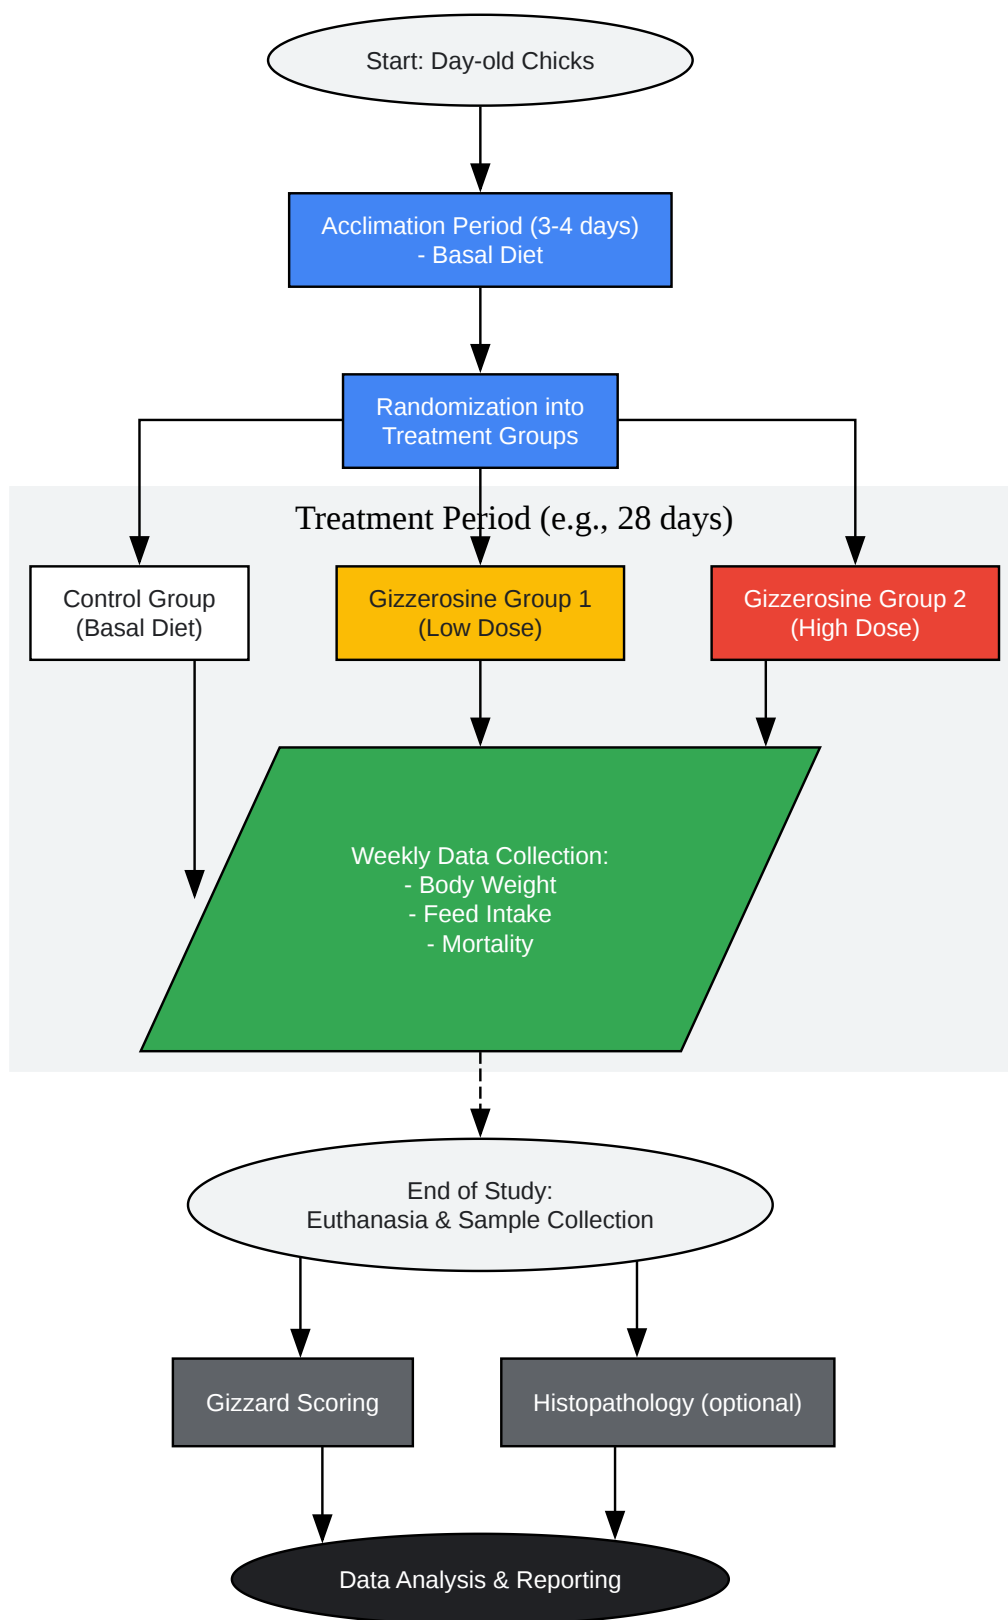 Start: Day-old Chicks
Acclimation Period (3-4 days)
- Basal Diet
Randomization into
Treatment Groups
Treatment Period (e.g., 28 days)
Control Group
(Basal Diet)
Gizzerosine Group 1
(Low Dose)
Gizzerosine Group 2
(High Dose)
Weekly Data Collection:
- Body Weight
- Feed Intake
- Mortality
End of Study:
Euthanasia & Sample Collection
Gizzard Scoring
Histopathology (optional)
Data Analysis & Reporting